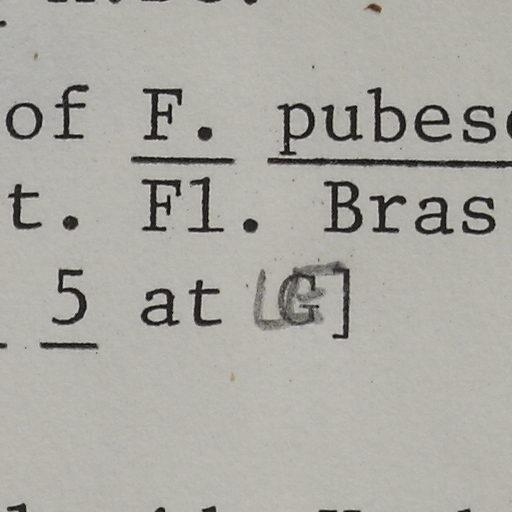 of F. pubes
t. Fl. Bras
5 at G]